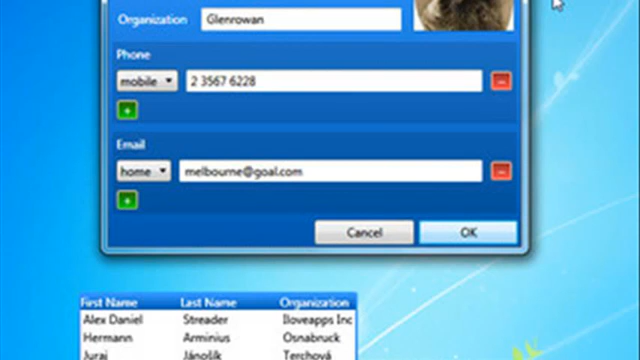 Organization Glenrowan
Phone
mobile 2 3567 6228
Email
home melbourne@goal.com
Cancel OK
First Name Last Name Organization
Alex Daniel Streader Iloveapps Inc
Hermann Arminius Osnabruck
Juraj Jánošík Terchová